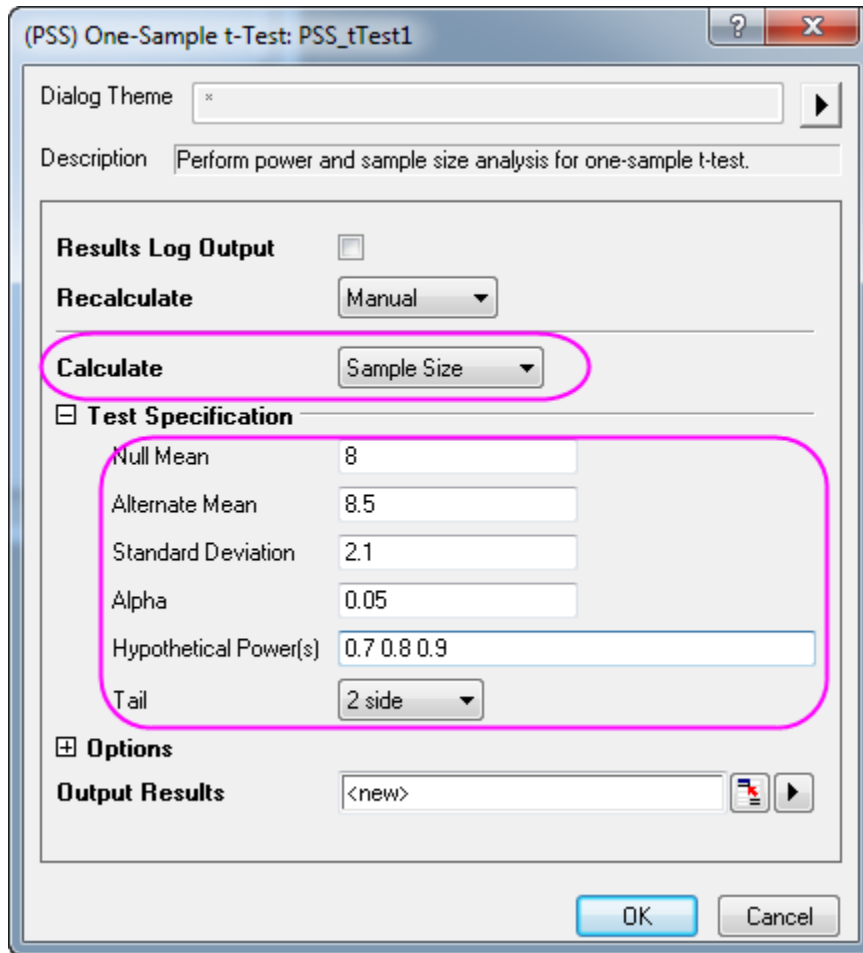 (PSS) One-Sample t-Test: PSS_tTest1
Dialog Theme *
Description Perform power and sample size analysis for one-sample t-test.
Results Log Output
Recalculate Manual
Calculate Sample Size
Test Specification
Null Mean 8
Alternate Mean 8.5
Standard Deviation 2.1
Alpha 0.05
Hypothetical Power(s) 0.7 0.8 0.9
Tail 2 side
Options
Output Results <new>
OK Cancel